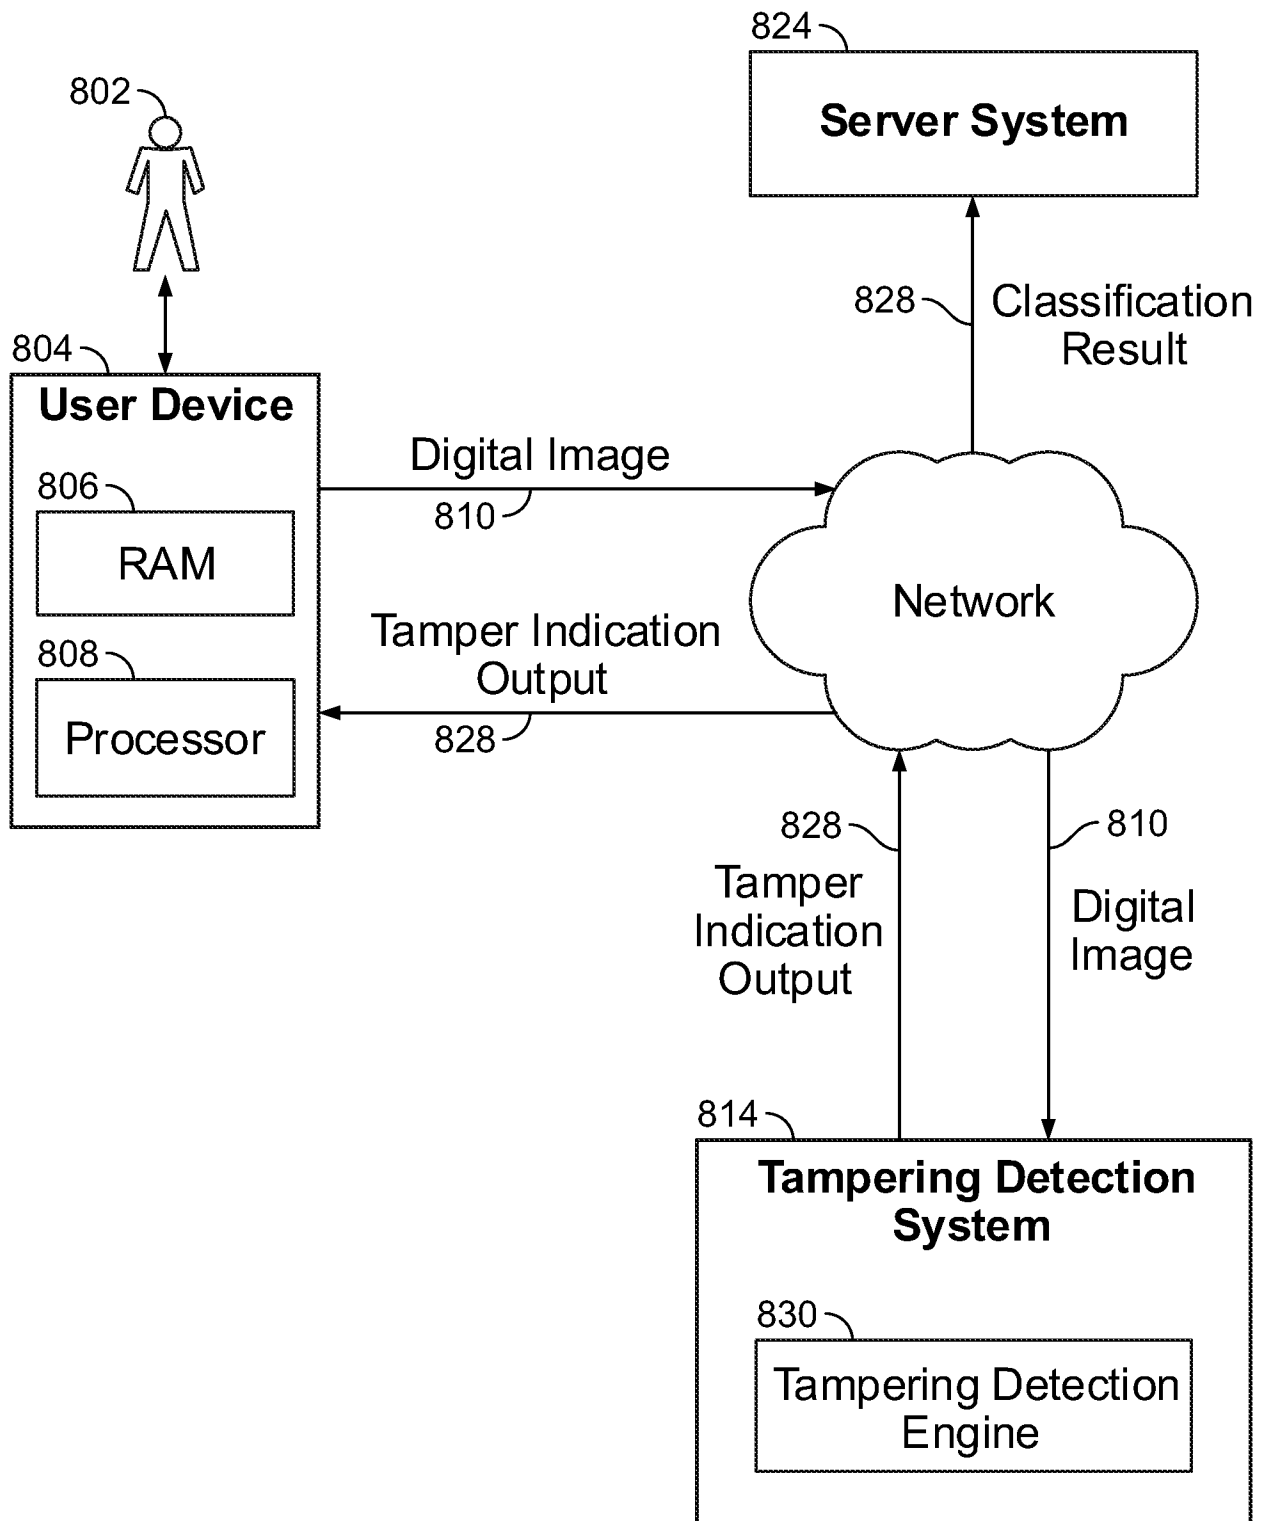 824
Server System
802
828
Classification
Result
804
User Device
Digital Image
810
806
RAM
Network
Tamper Indication
Output
828
808
Processor
828
Tamper
Indication
Output
810
Digital
Image
814
Tampering Detection
System
830
Tampering Detection
Engine